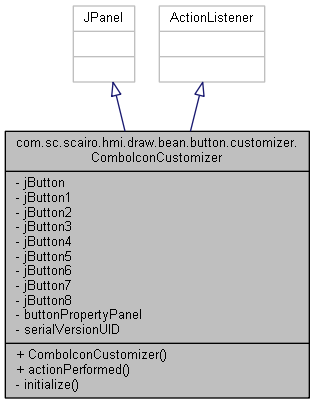 JPanel
ActionListener
com.sc.scairo.hmi.draw.bean.button.customizer.
ComboIconCustomizer
- jButton
- jButton1
- jButton2
- jButton3
- jButton4
- jButton5
- jButton6
- jButton7
- jButton8
- buttonPropertyPanel
- serialVersionUID
+ ComboIconCustomizer()
+ actionPerformed()
- initialize()